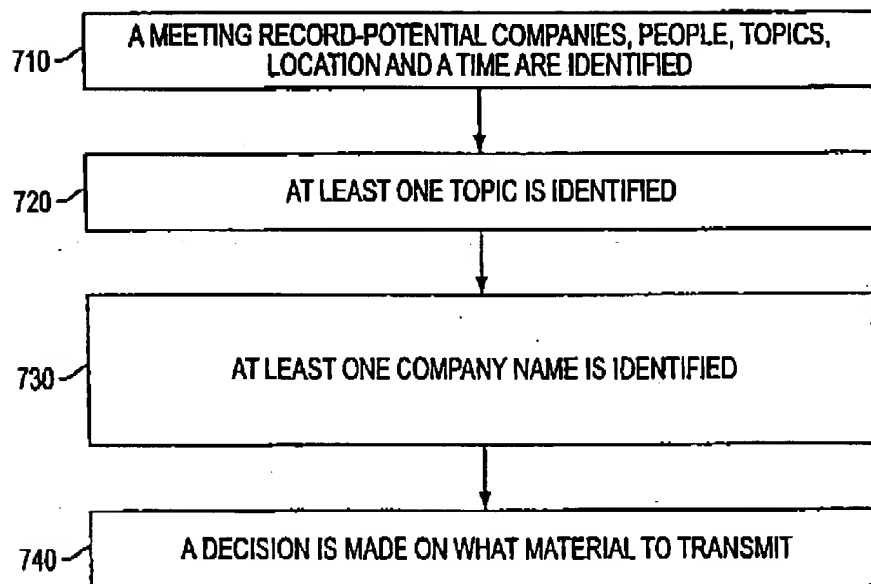 710
A MEETING RECORD-POTENTIAL COMPANIES, PEOPLE, TOPICS,
LOCATION AND A TIME ARE IDENTIFIED
720
AT LEAST ONE TOPIC IS IDENTIFIED
730
AT LEAST ONE COMPANY NAME IS IDENTIFIED
740
A DECISION IS MADE ON WHAT MATERIAL TO TRANSMIT